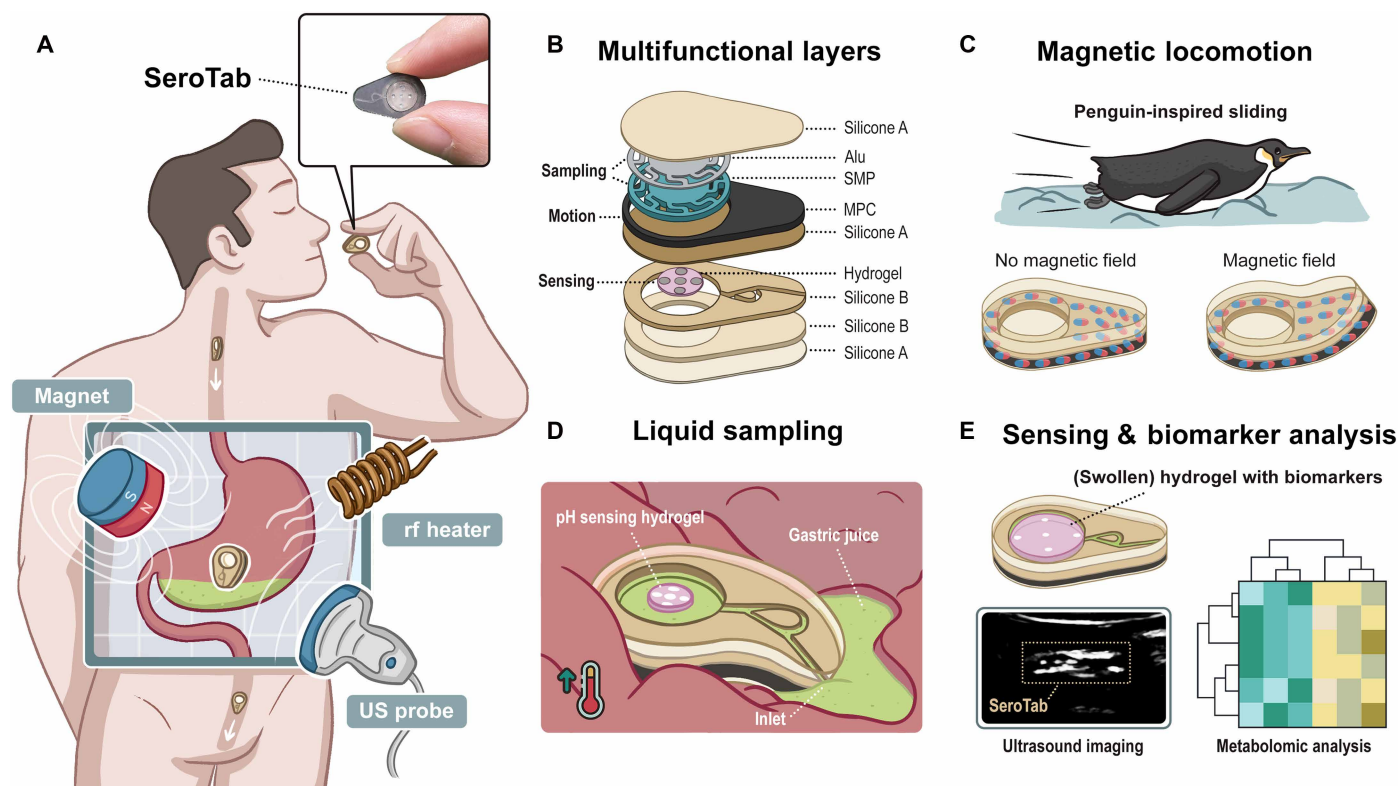 A
SeroTab
Magnet
S
N
rf heater
US probe
B
Multifunctional layers
Silicone A
Alu
Sampling
SMP
Motion
MPC
Silicone A
Sensing
Hydrogel
Silicone B
Silicone B
Silicone A
C
Magnetic locomotion
Penguin-inspired sliding
No magnetic field
Magnetic field
D
Liquid sampling
pH sensing hydrogel
Gastric juice
Inlet
E
Sensing & biomarker analysis
(Swollen) hydrogel with biomarkers
SeroTab
Ultrasound imaging
Metabolomic analysis